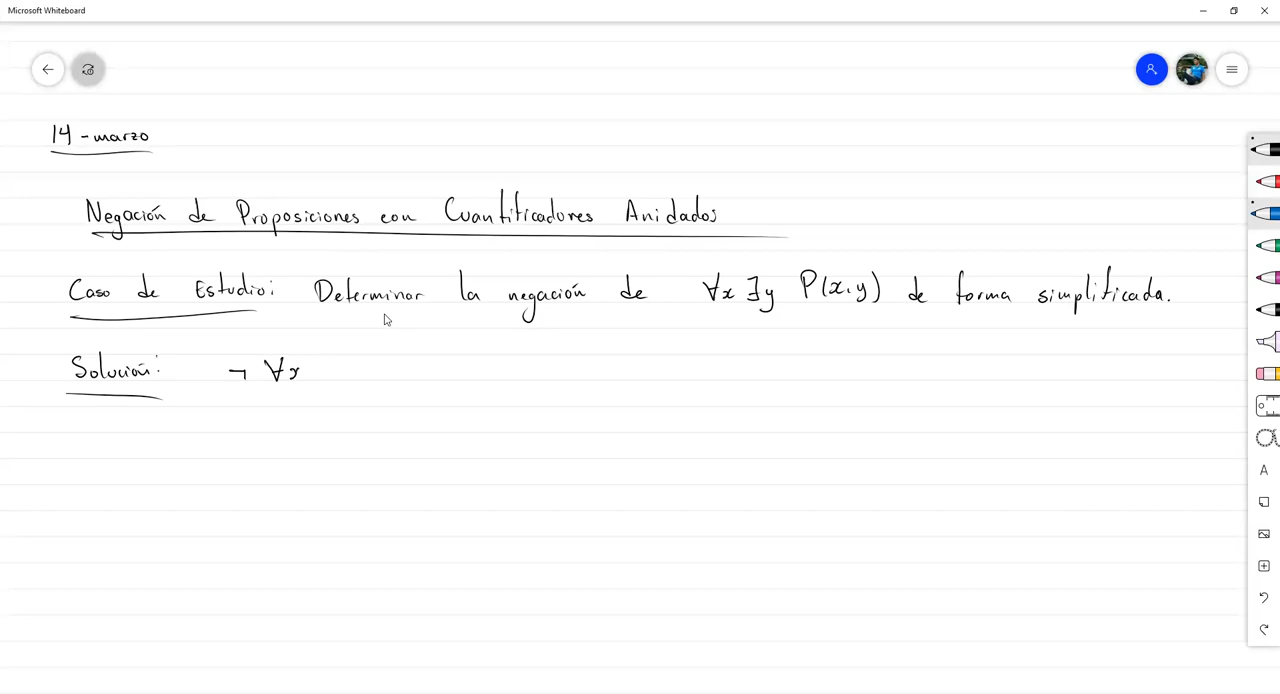 Microsoft Whiteboard
14 - marzo
Negación de Proposiciones con Cuantificadores Anidados
Caso de Estudio: Determinar la negación de ∀x ∃y P(x,y) de forma simplificada.
Solución: ¬ ∀x
A